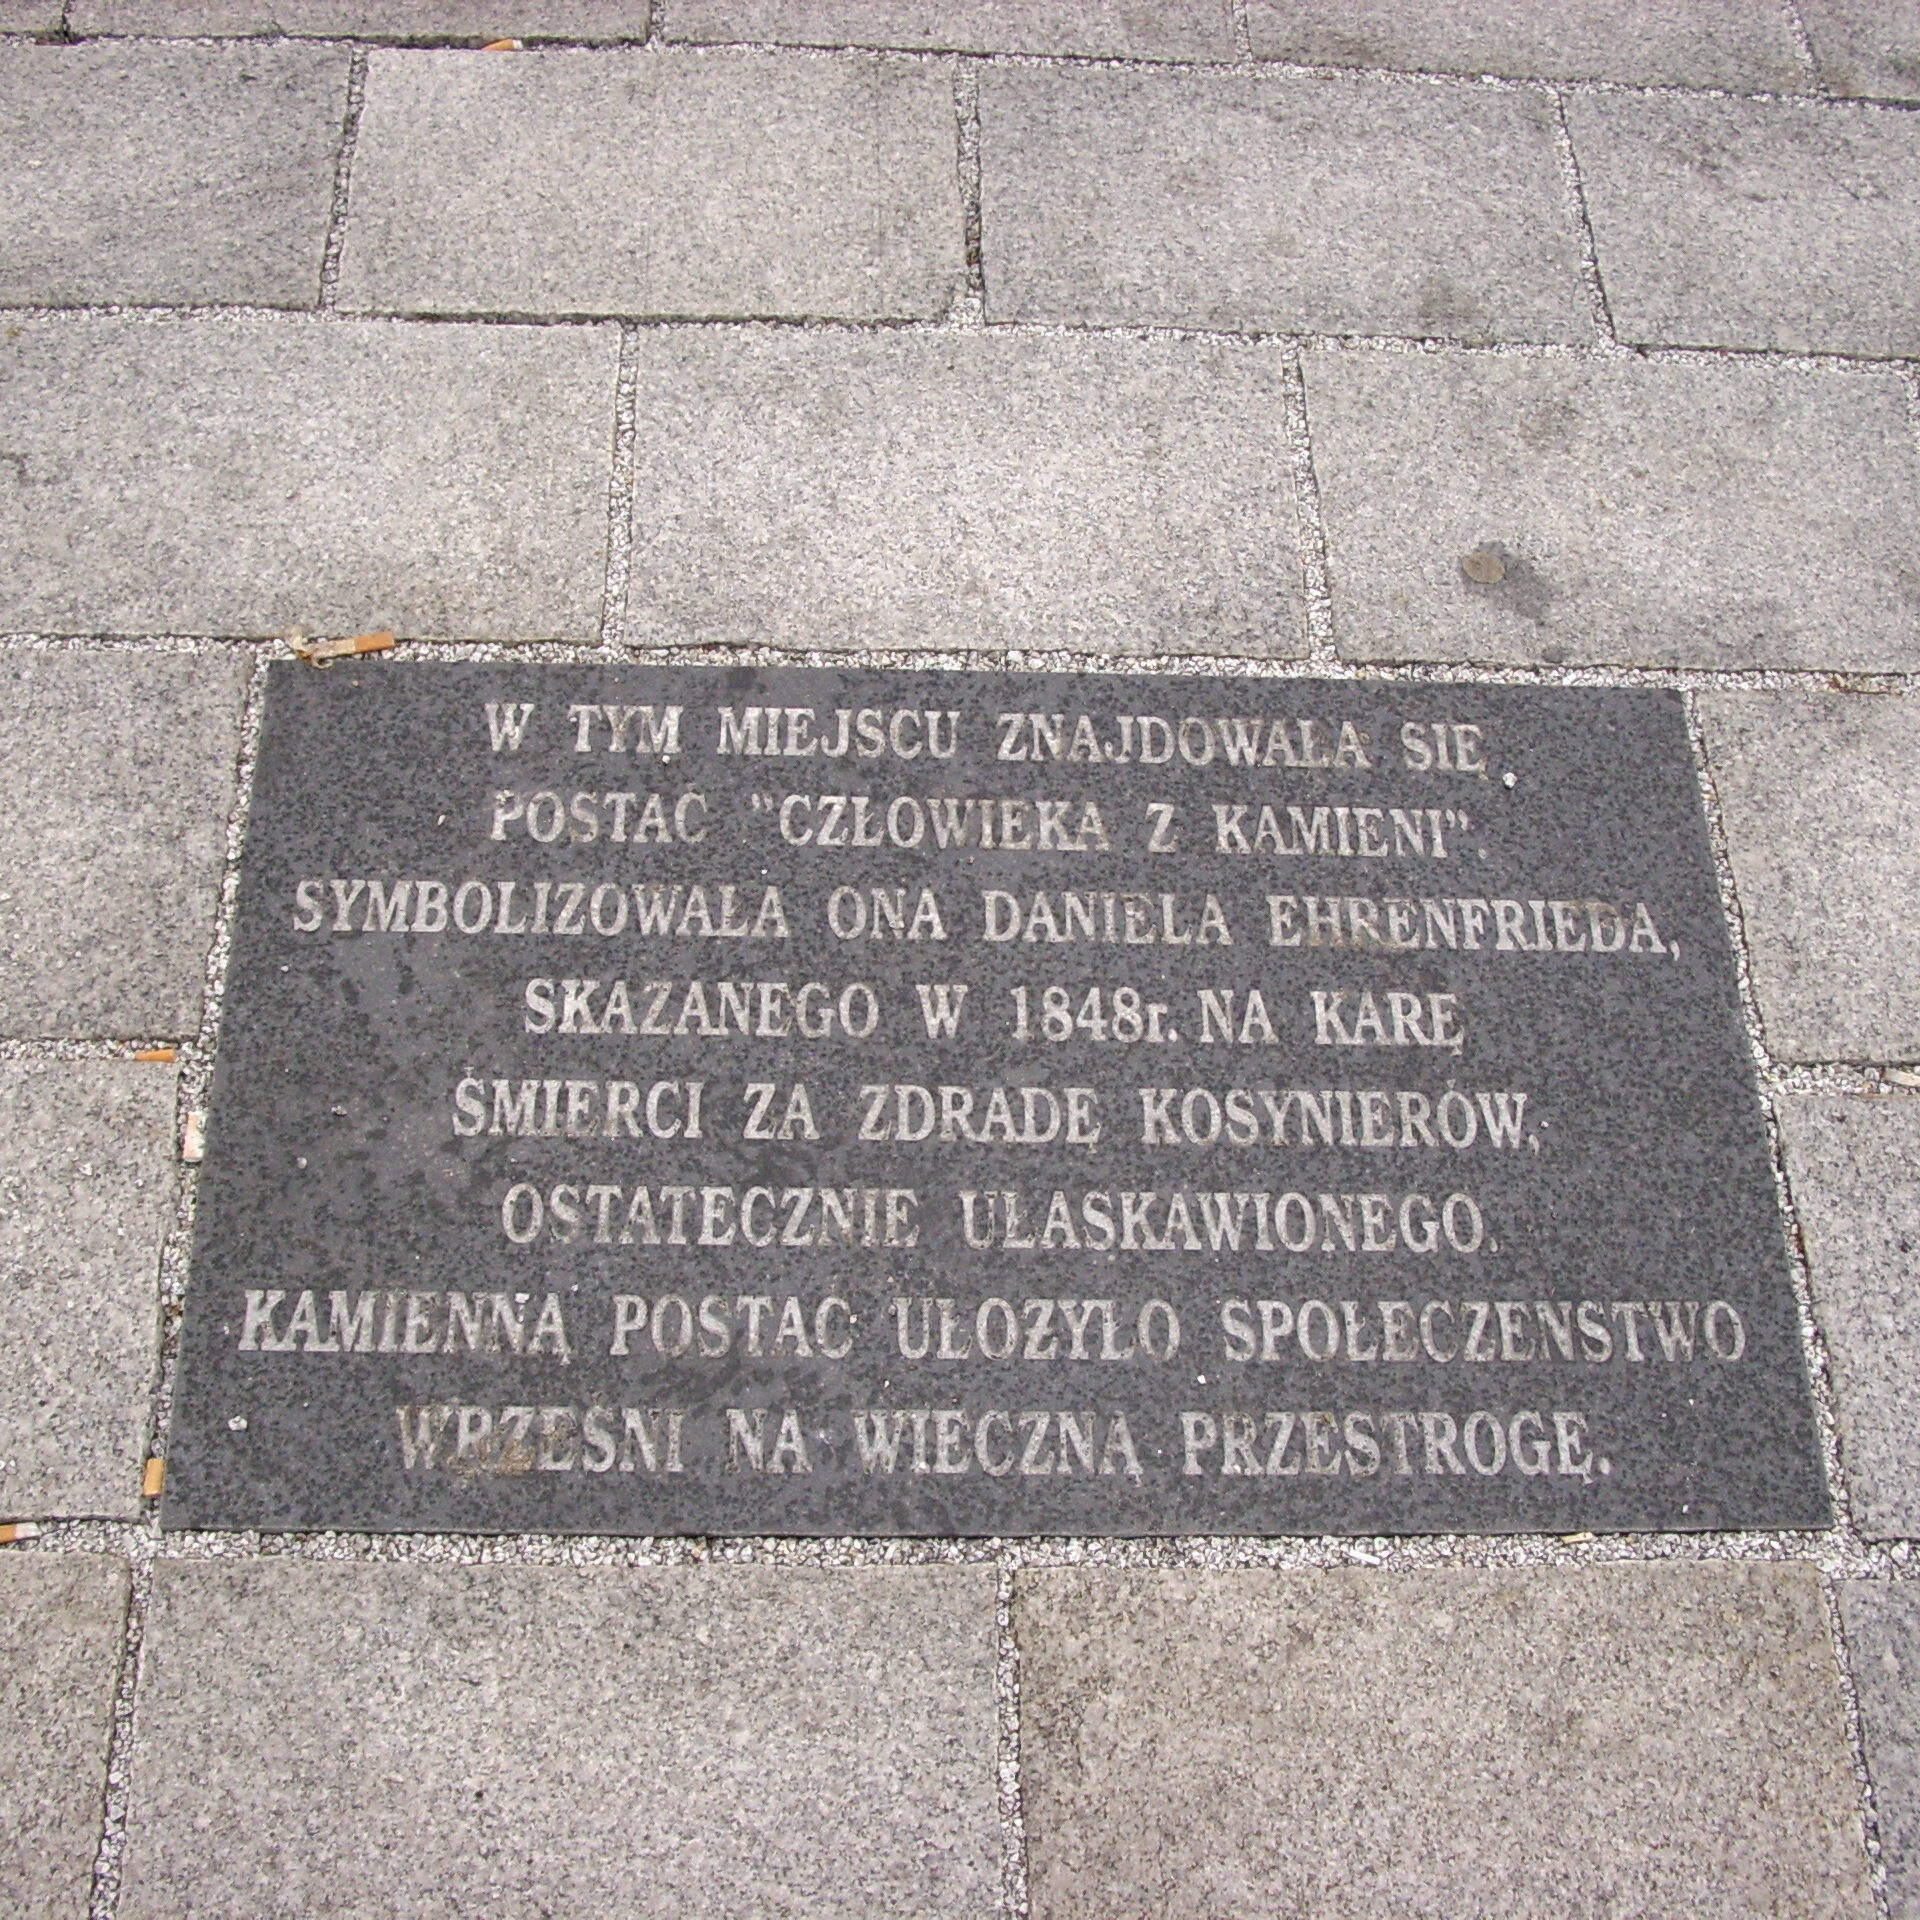 W TYM MIEJSCU ZNAJDOWAŁA SIĘ
POSTAĆ "CZŁOWIEKA Z KAMIENI".
SYMBOLIZOWAŁA ONA DANIELA EHRENFRIEDA,
SKAZANEGO W 1848r. NA KARĘ
ŚMIERCI ZA ZDRADĘ KOSYNIERÓW,
OSTATECZNIE UŁASKAWIONEGO.
KAMIENNĄ POSTAĆ UŁOŻYŁO SPOŁECZEŃSTWO
WRZEŚNI NA WIECZNĄ PRZESTROGĘ.